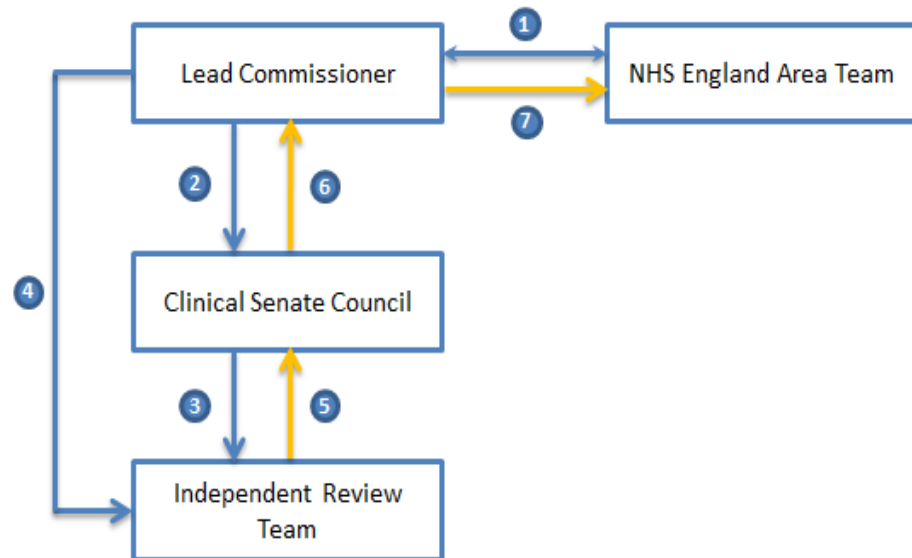 1
Lead Commissioner
NHS England Area Team
7
2
6
4
Clinical Senate Council
3
5
Independent Review
Team